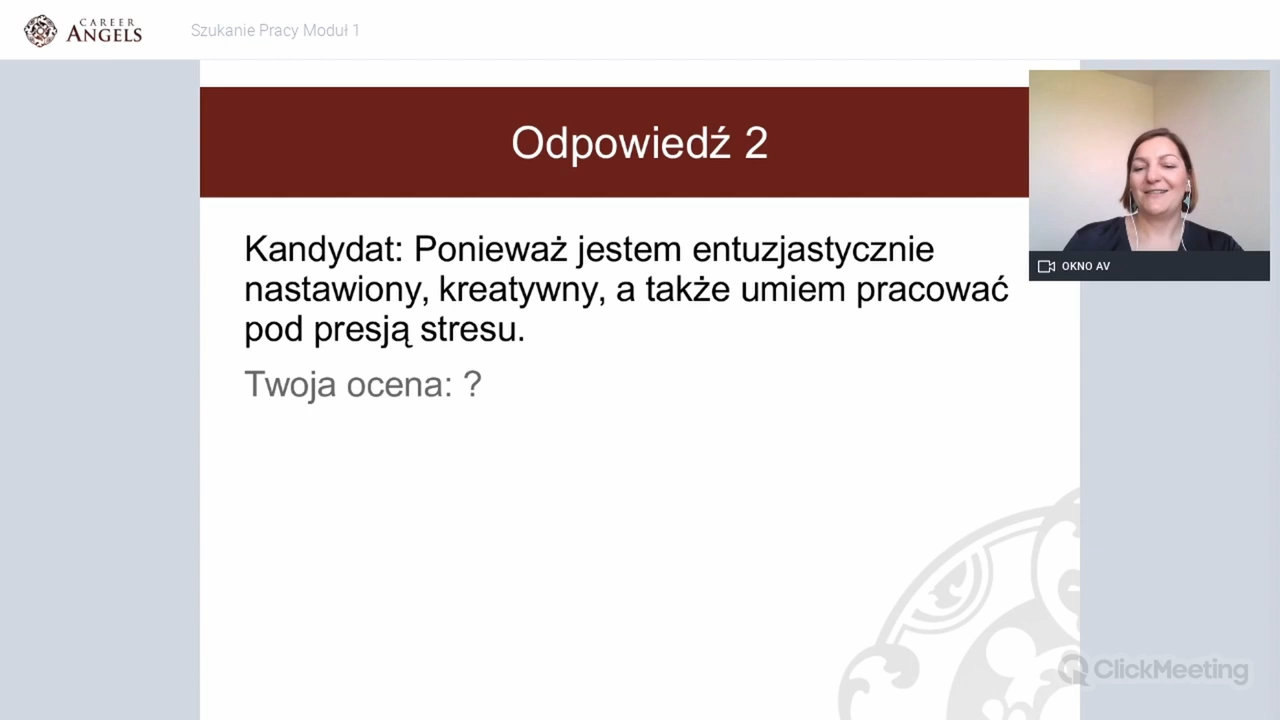 CAREER
ANGELS
Szukanie Pracy Moduł 1
Odpowiedź 2
Kandydat: Ponieważ jestem entuzjastycznie
nastawiony, kreatywny, a także umiem pracować
pod presją stresu.
Twoja ocena: ?
OKNO AV
ClickMeeting